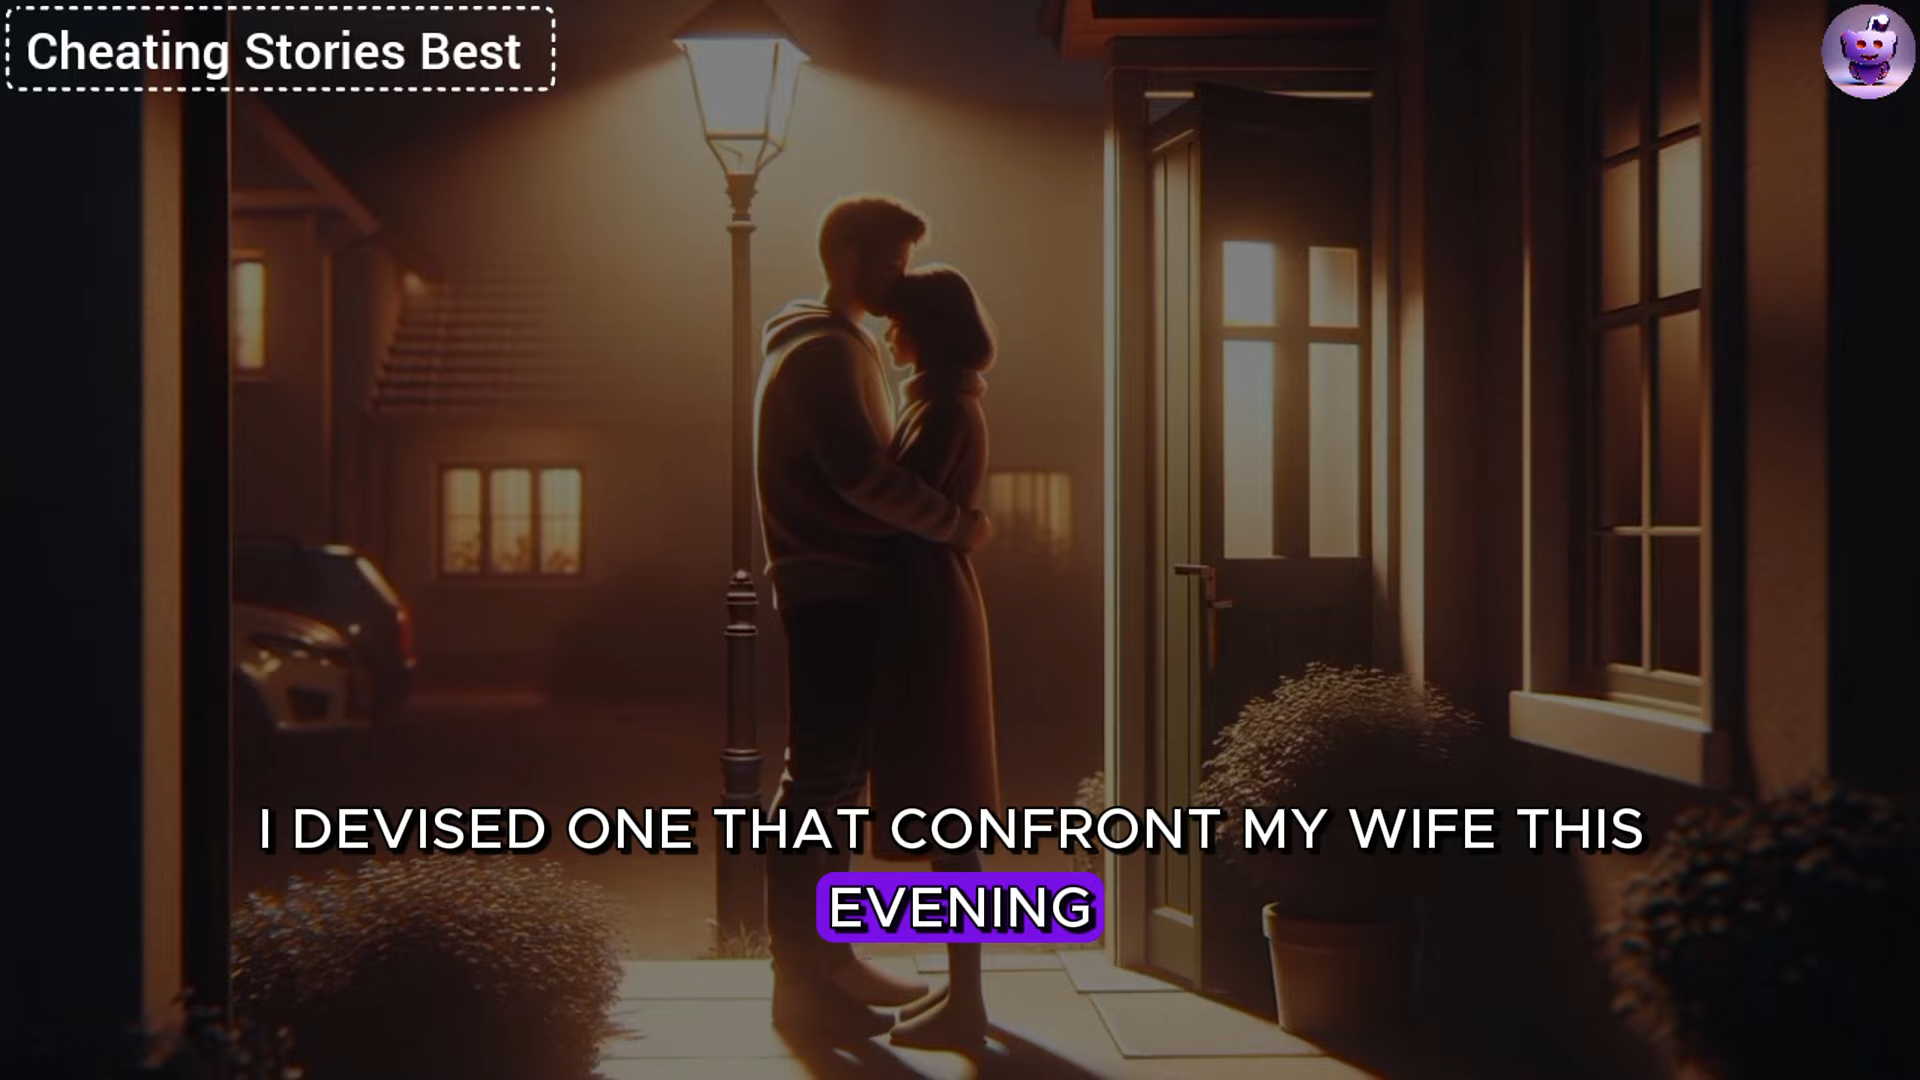 Cheating Stories Best
I DEVISED ONE THAT CONFRONT MY WIFE THIS
EVENING